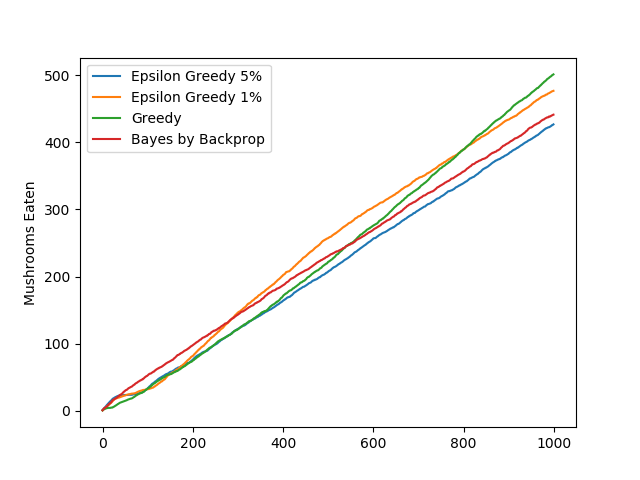 Epsilon Greedy 5%
Epsilon Greedy 1%
Greedy
Bayes by Backprop
Mushrooms Eaten
500
400
300
200
100
0
0 200 400 600 800 1000